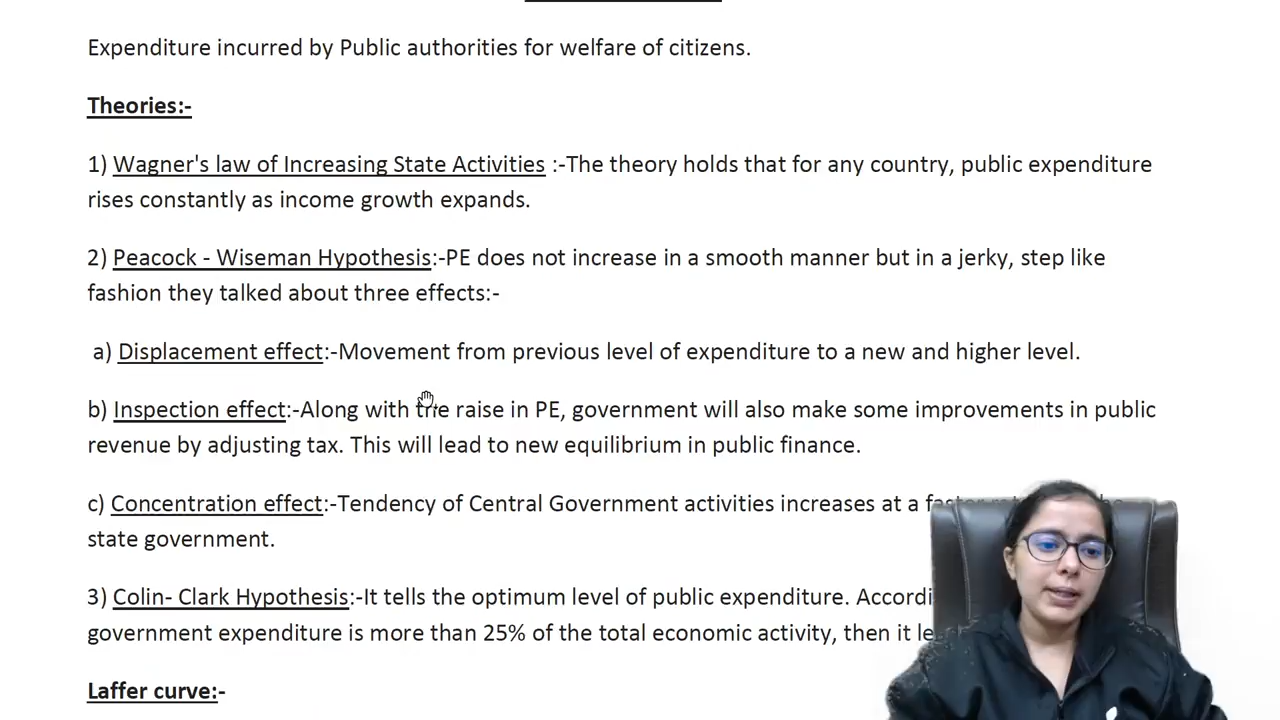 Expenditure incurred by Public authorities for welfare of citizens.
Theories:-
1) Wagner's law of Increasing State Activities :-The theory holds that for any country, public expenditure
rises constantly as income growth expands.
2) Peacock - Wiseman Hypothesis:-PE does not increase in a smooth manner but in a jerky, step like
fashion they talked about three effects:-
a) Displacement effect:-Movement from previous level of expenditure to a new and higher level.
b) Inspection effect:-Along with the raise in PE, government will also make some improvements in public
revenue by adjusting tax. This will lead to new equilibrium in public finance.
c) Concentration effect:-Tendency of Central Government activities increases at a
state government.
3) Colin- Clark Hypothesis:-It tells the optimum level of public expenditure.
government expenditure is more than 25% of the total economic activity, then it
Laffer curve:-